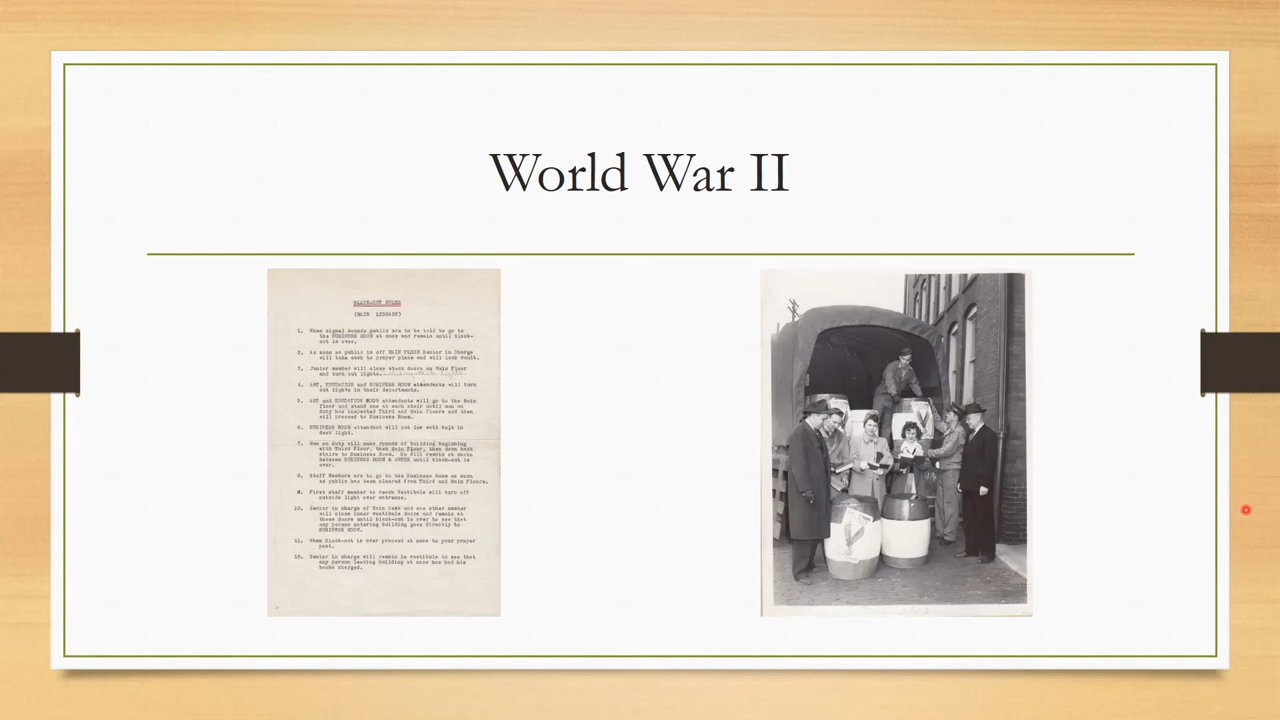 World War II
BLACK-OUT RULES
(MAIN LIBRARY)
1. When signal sounds public are to be told to go to
the BUSINESS ROOM at once and remain until black-
out is over.
2. As soon as public is off MAIN FLOOR Senior in Charge
will take cash to proper place and will lock vault.
3. Junior member will close stack doors on Main Floor
and turn out lights.
4. ART, EDUCATION and BUSINESS ROOM attendants will turn
out lights in their departments.
5. ART and EDUCATION ROOM attendants will go to the Main
floor and stand one at each stair until man on
duty has inspected Third and Main floors and then
will proceed to Business Room.
6. BUSINESS ROOM attendant will put low watt bulb in
desk light.
7. Man on duty will make rounds of building beginning
with Third Floor, then Main Floor, then down back
stairs to Business Room. He will remain at
between BUSINESS ROOM & until black-out is
over.
8. Staff Members are to go to the Business Room as soon
as public has been cleared from Third and Main Floors.
9. First staff member to reach Vestibule will turn off
outside light over entrance.
10. Senior in charge of Main Desk and one other member
will close inner vestibule doors and remain at
these doors until black-out is over to see that
any person entering building goes directly to
BUSINESS ROOM.
11. When Black-out is over proceed at once to your proper
post.
12. Senior in charge will remain in vestibule to see that
any person leaving building at once has had his
books charged.